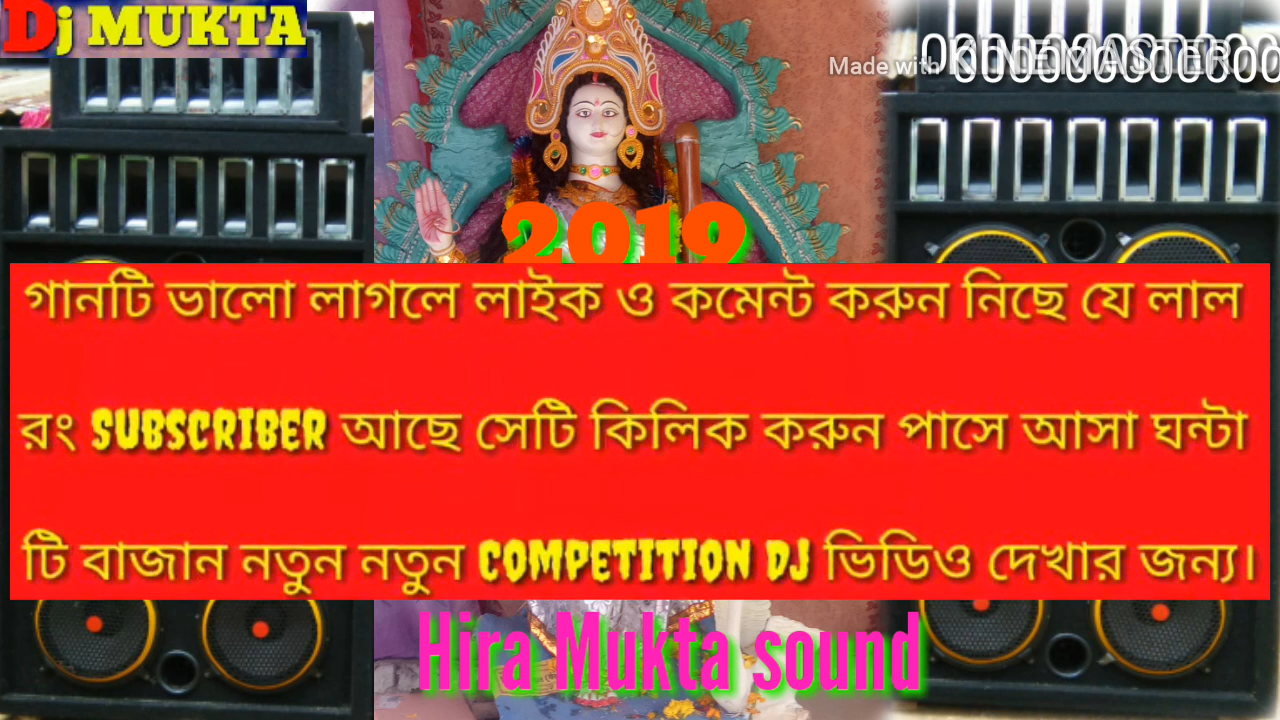 Dj MUKTA
Made with KINEMASTER
2019
গানটি ভালো লাগলে লাইক ও কমেন্ট করুন নিছে যে লাল
রং SUBSCRIBER আছে সেটি কিলিক করুন পাসে আসা ঘন্টা
টি বাজান নতুন নতুন COMPETITION DJ ভিডিও দেখার জন্য।
Hira Mukta sound